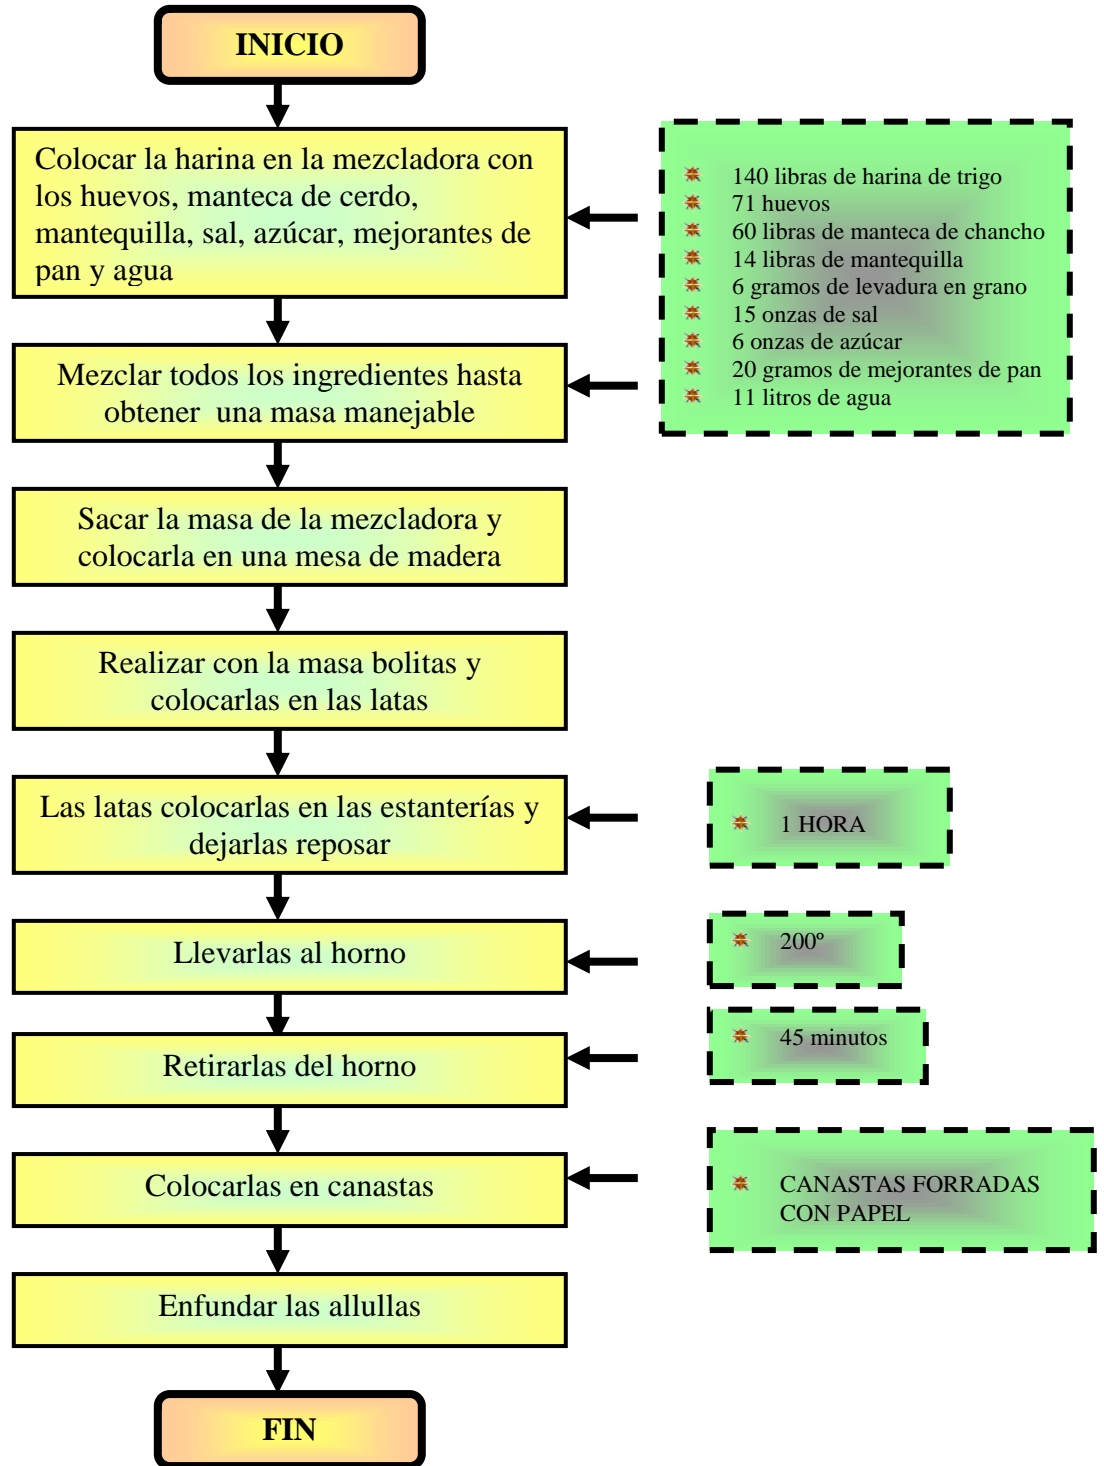 INICIO
Colocar la harina en la mezcladora con
los huevos, manteca de cerdo,
mantequilla, sal, azúcar, mejorantes de
pan y agua
140 libras de harina de trigo
71 huevos
60 libras de manteca de chancho
14 libras de mantequilla
6 gramos de levadura en grano
15 onzas de sal
6 onzas de azúcar
20 gramos de mejorantes de pan
11 litros de agua
Mezclar todos los ingredientes hasta
obtener una masa manejable
Sacar la masa de la mezcladora y
colocarla en una mesa de madera
Realizar con la masa bolitas y
colocarlas en las latas
Las latas colocarlas en las estanterías y
dejarlas reposar
1 HORA
Llevarlas al horno
200º
Retirarlas del horno
45 minutos
Colocarlas en canastas
CANASTAS FORRADAS
CON PAPEL
Enfundar las allullas
FIN